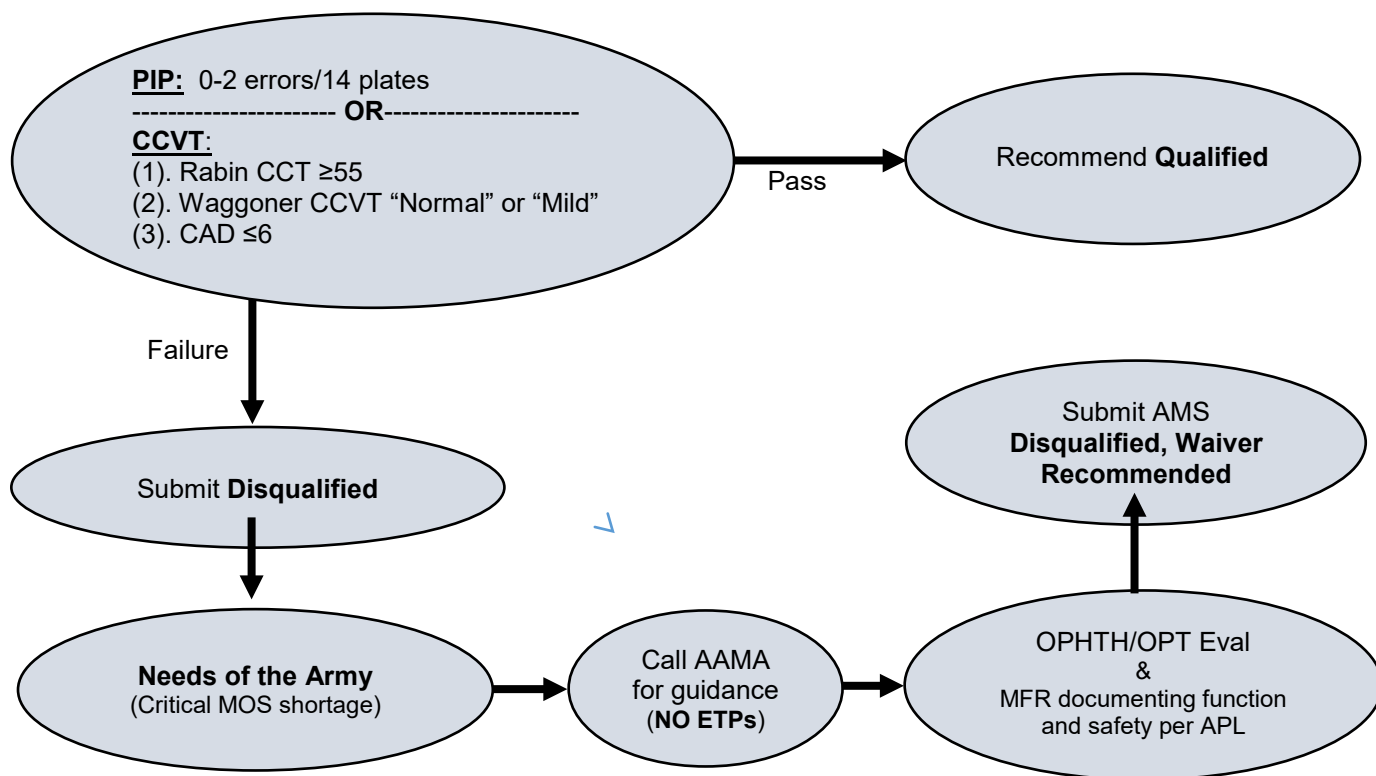 PIP: 0-2 errors/14 plates
----------------------- OR----------------------
CCVT:
(1). Rabin CCT ≥55
(2). Waggoner CCVT “Normal” or “Mild”
(3). CAD ≤6
Pass
Recommend Qualified
Failure
Submit Disqualified
Needs of the Army
(Critical MOS shortage)
Call AAMA
for guidance
(NO ETPs)
OPHTH/OPT Eval
&
MFR documenting function
and safety per APL
Submit AMS
Disqualified, Waiver
Recommended